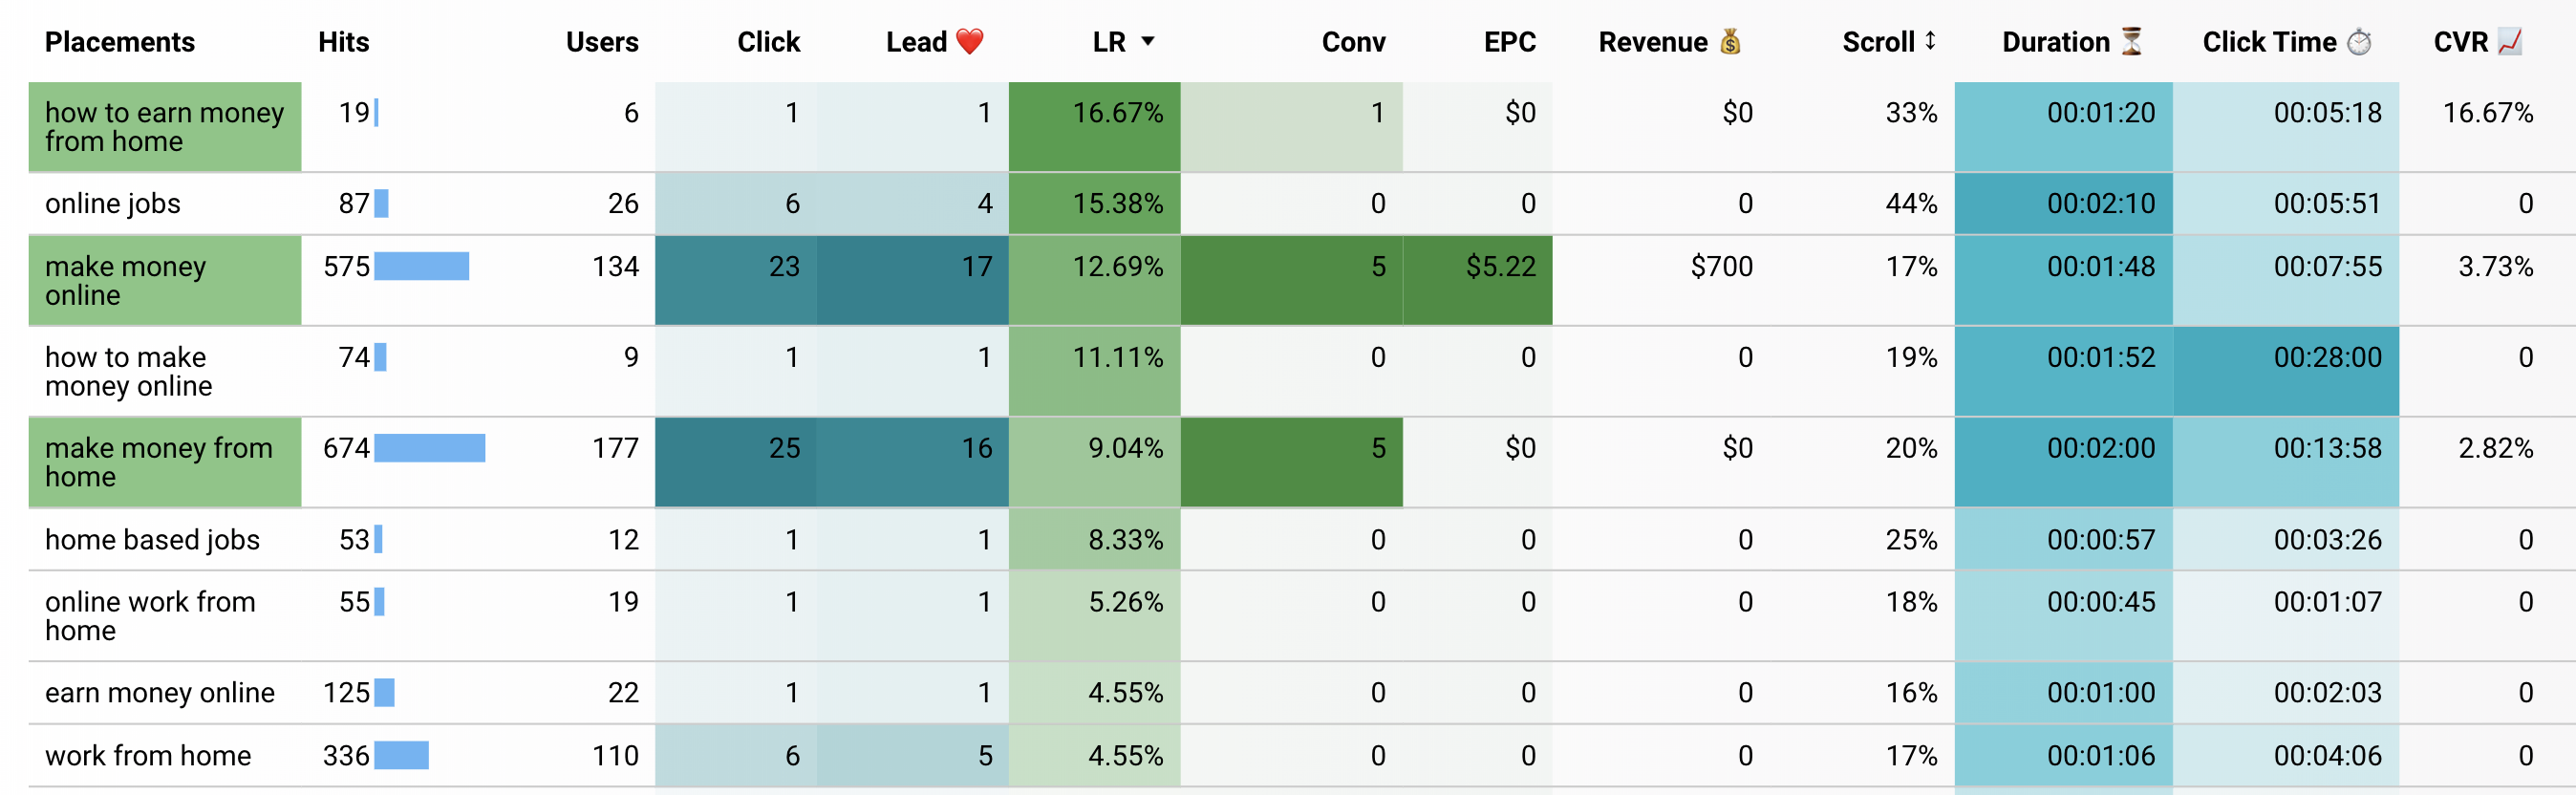 Placements Hits Users Click Lead ❤️ LR ▼ Conv EPC Revenue 💰 Scroll ↕ Duration ⏳ Click Time ⏱️ CVR 📈
how to earn money 19 6 1 1 16.67% 1 $0 $0 33% 00:01:20 00:05:18 16.67%
from home
online jobs 87 26 6 4 15.38% 0 0 0 44% 00:02:10 00:05:51 0
make money 575 134 23 17 12.69% 5 $5.22 $700 17% 00:01:48 00:07:55 3.73%
online
how to make 74 9 1 1 11.11% 0 0 0 19% 00:01:52 00:28:00 0
money online
make money from 674 177 25 16 9.04% 5 $0 $0 20% 00:02:00 00:13:58 2.82%
home
home based jobs 53 12 1 1 8.33% 0 0 0 25% 00:00:57 00:03:26 0
online work from 55 19 1 1 5.26% 0 0 0 18% 00:00:45 00:01:07 0
home
earn money online 125 22 1 1 4.55% 0 0 0 16% 00:01:00 00:02:03 0
work from home 336 110 6 5 4.55% 0 0 0 17% 00:01:06 00:04:06 0